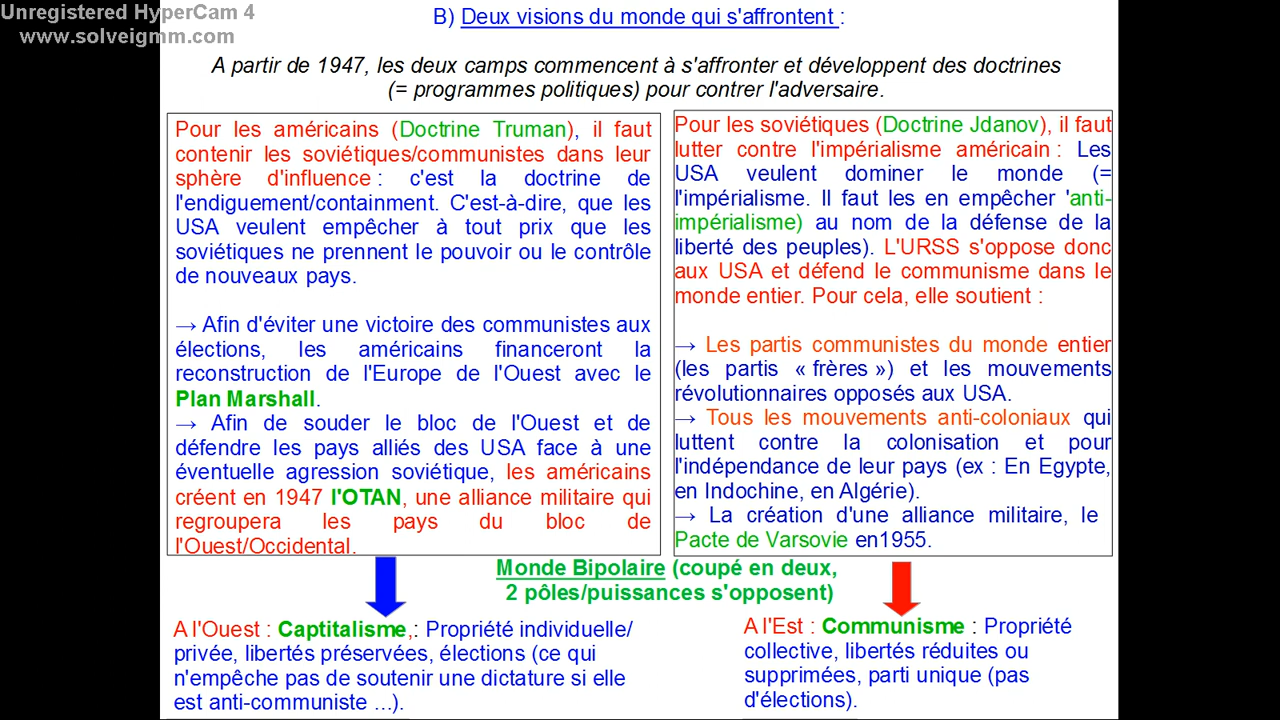 Unregistered HyperCam 4
www.solveigmm.com
B) Deux visions du monde qui s'affrontent :
A partir de 1947, les deux camps commencent à s'affronter et développent des doctrines
(= programmes politiques) pour contrer l'adversaire.
Pour les américains (Doctrine Truman), il faut
contenir les soviétiques/communistes dans leur
sphère d'influence : c'est la doctrine de
l'endiguement/containment. C'est-à-dire, que les
USA veulent empêcher à tout prix que les
soviétiques ne prennent le pouvoir ou le contrôle
de nouveaux pays.
→ Afin d'éviter une victoire des communistes aux
élections, les américains financeront la
reconstruction de l'Europe de l'Ouest avec le
Plan Marshall.
→ Afin de souder le bloc de l'Ouest et de
défendre les pays alliés des USA face à une
éventuelle agression soviétique, les américains
créent en 1947 l'OTAN, une alliance militaire qui
regroupera les pays du bloc de
l'Ouest/Occidental.
Pour les soviétiques (Doctrine Jdanov), il faut
lutter contre l'impérialisme américain : Les
USA veulent dominer le monde (=
l'impérialisme. Il faut les en empêcher 'anti-
impérialisme) au nom de la défense de la
liberté des peuples). L'URSS s'oppose donc
aux USA et défend le communisme dans le
monde entier. Pour cela, elle soutient :
→ Les partis communistes du monde entier
(les partis « frères ») et les mouvements
révolutionnaires opposés aux USA.
→ Tous les mouvements anti-coloniaux qui
luttent contre la colonisation et pour
l'indépendance de leur pays (ex : En Egypte,
en Indochine, en Algérie).
→ La création d'une alliance militaire, le
Pacte de Varsovie en1955.
Monde Bipolaire (coupé en deux,
2 pôles/puissances s'opposent)
A l'Ouest : Captitalisme,: Propriété individuelle/
privée, libertés préservées, élections (ce qui
n'empêche pas de soutenir une dictature si elle
est anti-communiste ...).
A l'Est : Communisme : Propriété
collective, libertés réduites ou
supprimées, parti unique (pas
d'élections).